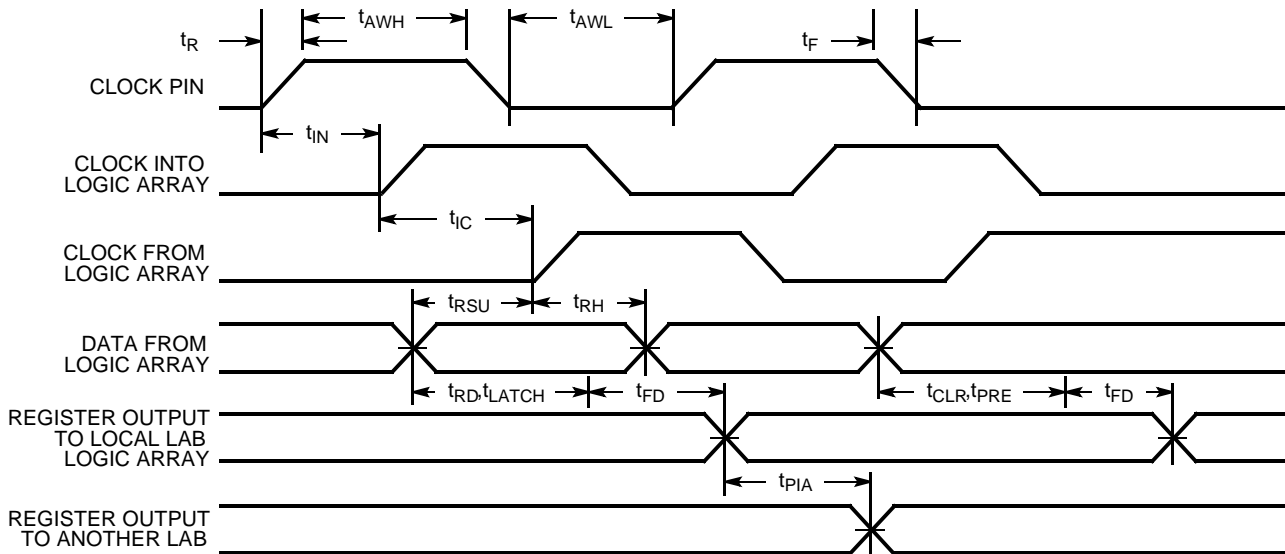 tAWH
tAWL
tR
tF
CLOCK PIN
tIN
CLOCK INTO
LOGIC ARRAY
tIC
CLOCK FROM
LOGIC ARRAY
tRSU
tRH
DATA FROM
LOGIC ARRAY
tRD,tLATCH
tFD
tCLR,tPRE
tFD
REGISTER OUTPUT
TO LOCAL LAB
LOGIC ARRAY
tPIA
REGISTER OUTPUT
TO ANOTHER LAB